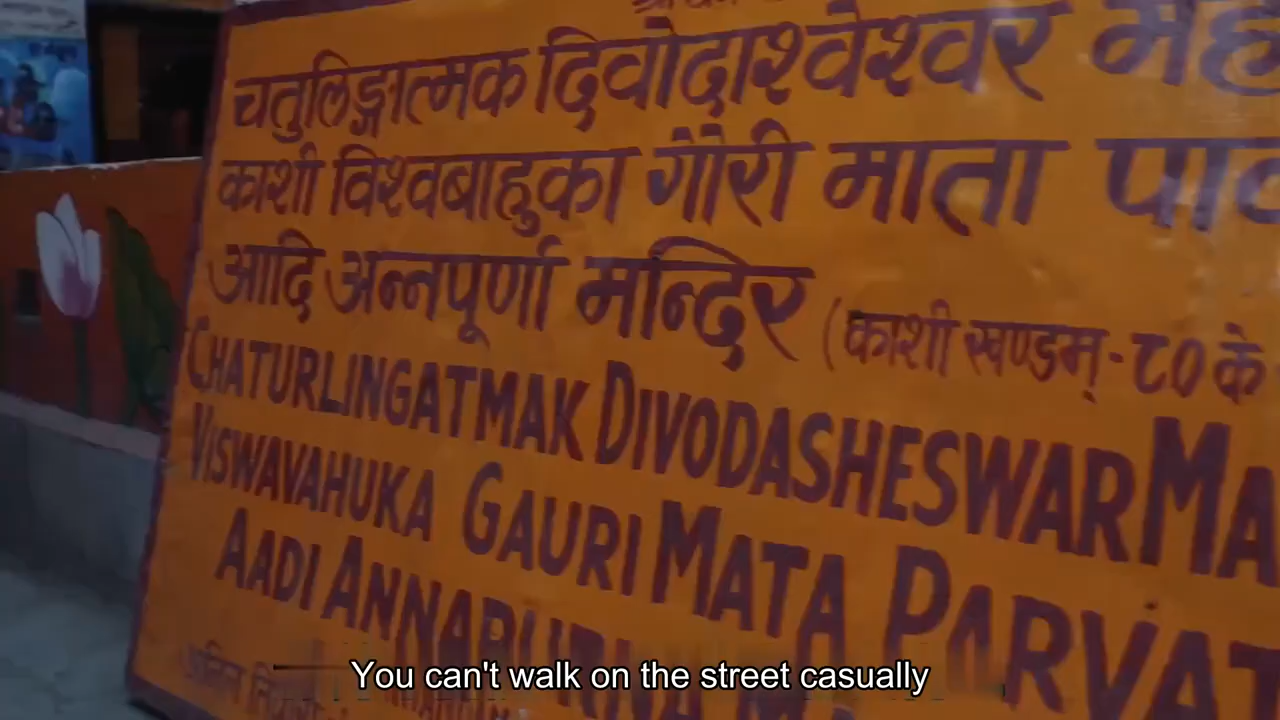 चतुलिङ्गात्मक दिवोदाश्वेश्वर
काशी विश्वबाहुका गौरी माता
आदि अन्नपूर्णा मन्दिर (काशी खण्डम्-८० के
CHATURLINGATMAK DIVODASHESWAR MA
VISWAVAHUKA GAURI MATA PARVAT
AADI ANNAPURNA
You can't walk on the street casually